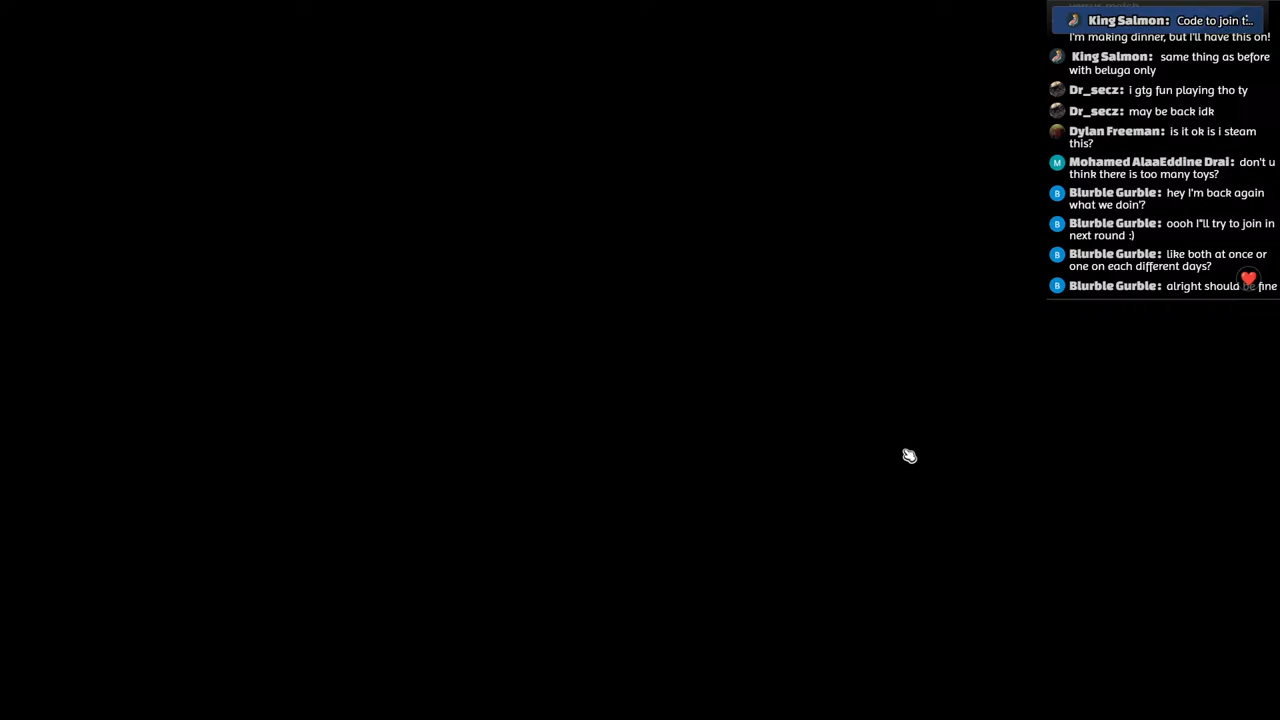 King Salmon: Code to join t...
I'm making dinner, but I'll have this on!
King Salmon: same thing as before
with beluga only
Dr_secz: i gtg fun playing tho ty
Dr_secz: may be back idk
Dylan Freeman: is it ok is i steam
this?
M Mohamed AlaaEddine Drai: don't u
think there is too many toys?
B Blurble Gurble: hey I'm back again
what we doin?
B Blurble Gurble: oooh I"ll try to join in
next round :)
B Blurble Gurble: like both at once or
one on each different days?
B Blurble Gurble: alright should be fine